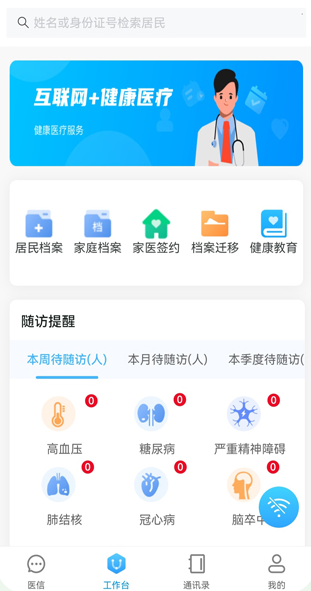 姓名或身份证号检索居民
互联网+健康医疗
健康医疗服务
居民档案 家庭档案 家医签约 档案迁移 健康教育
档
随访提醒
本周待随访(人) 本月待随访(人) 本季度待随访(
0 0 0
高血压 糖尿病 严重精神障碍
0 0 0
肺结核 冠心病 脑卒中
医信 工作台 通讯录 我的